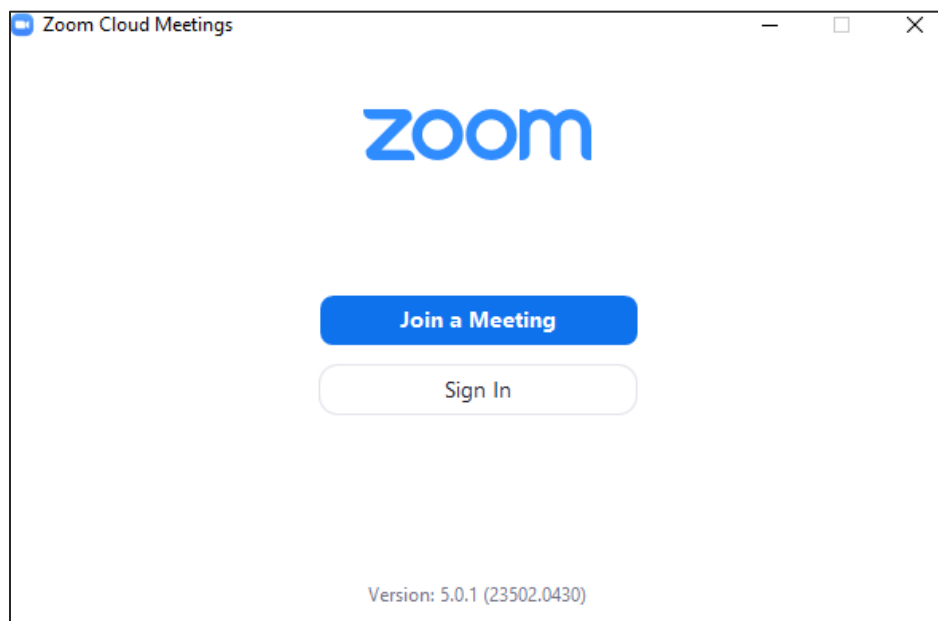 Zoom Cloud Meetings
zoom
Join a Meeting
Sign In
Version: 5.0.1 (23502.0430)